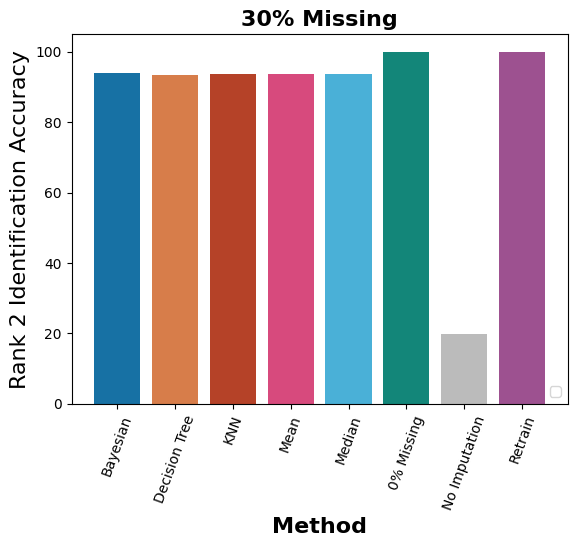 30% Missing
Rank 2 Identification Accuracy
100
80
60
40
20
0
Bayesian
Decision Tree
KNN
Mean
Median
0% Missing
No Imputation
Retrain
Method